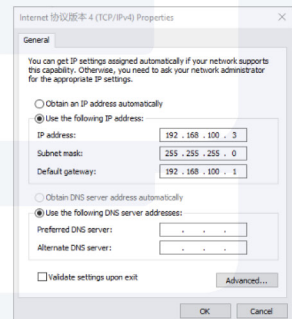 Internet 协议版本 4 (TCP/IPv4) Properties
General
You can get IP settings assigned automatically if your network supports
this capability. Otherwise, you need to ask your network administrator
for the appropriate IP settings.
Obtain an IP address automatically
Use the following IP address:
IP address: 192 . 168 . 100 . 3
Subnet mask: 255 . 255 . 255 . 0
Default gateway: 192 . 168 . 100 . 1
Obtain DNS server address automatically
Use the following DNS server addresses:
Preferred DNS server: . . .
Alternate DNS server: . . .
Validate settings upon exit
Advanced...
OK Cancel